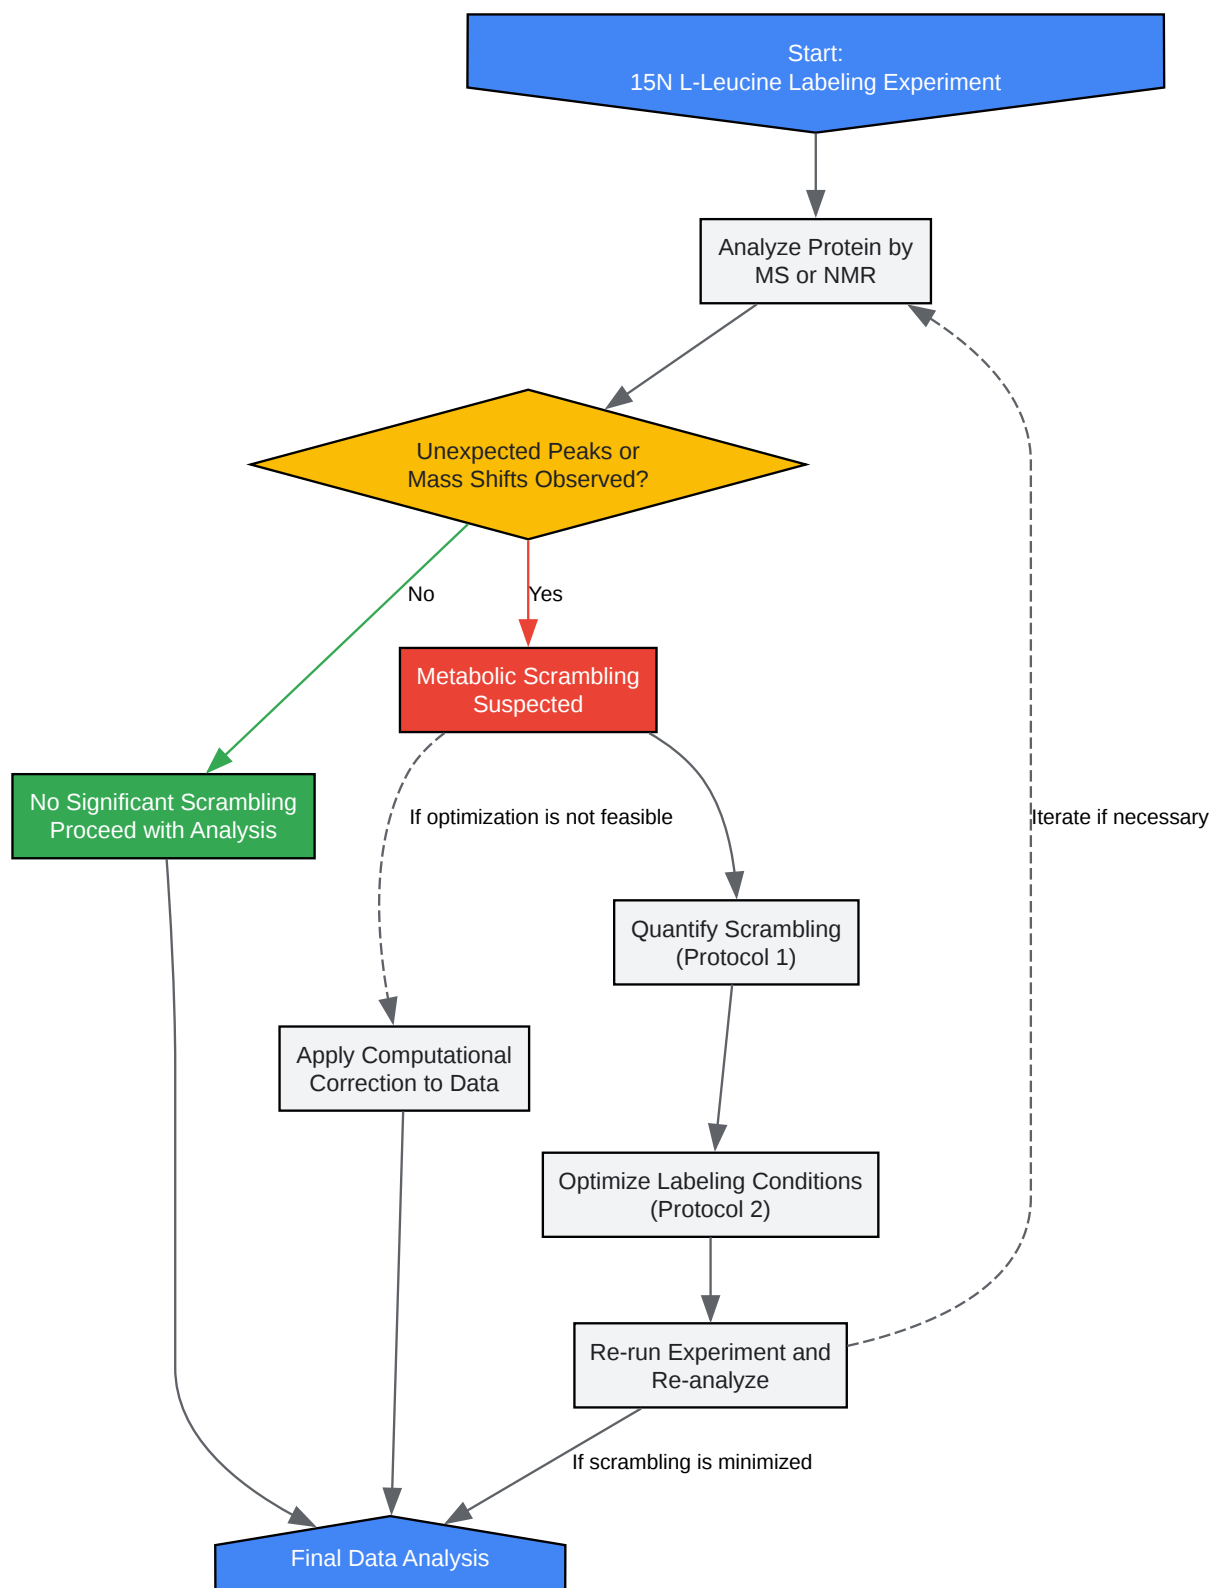 Start:
15N L-Leucine Labeling Experiment
Analyze Protein by
MS or NMR
Unexpected Peaks or
Mass Shifts Observed?
No
Yes
Metabolic Scrambling
Suspected
No Significant Scrambling
Proceed with Analysis
If optimization is not feasible
Iterate if necessary
Quantify Scrambling
(Protocol 1)
Apply Computational
Correction to Data
Optimize Labeling Conditions
(Protocol 2)
Re-run Experiment and
Re-analyze
If scrambling is minimized
Final Data Analysis